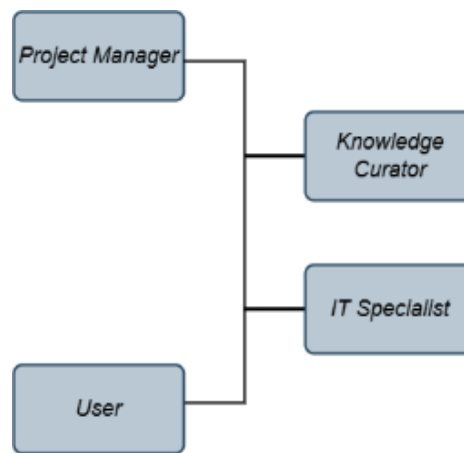 Project Manager
Knowledge
Curator
IT Specialist
User